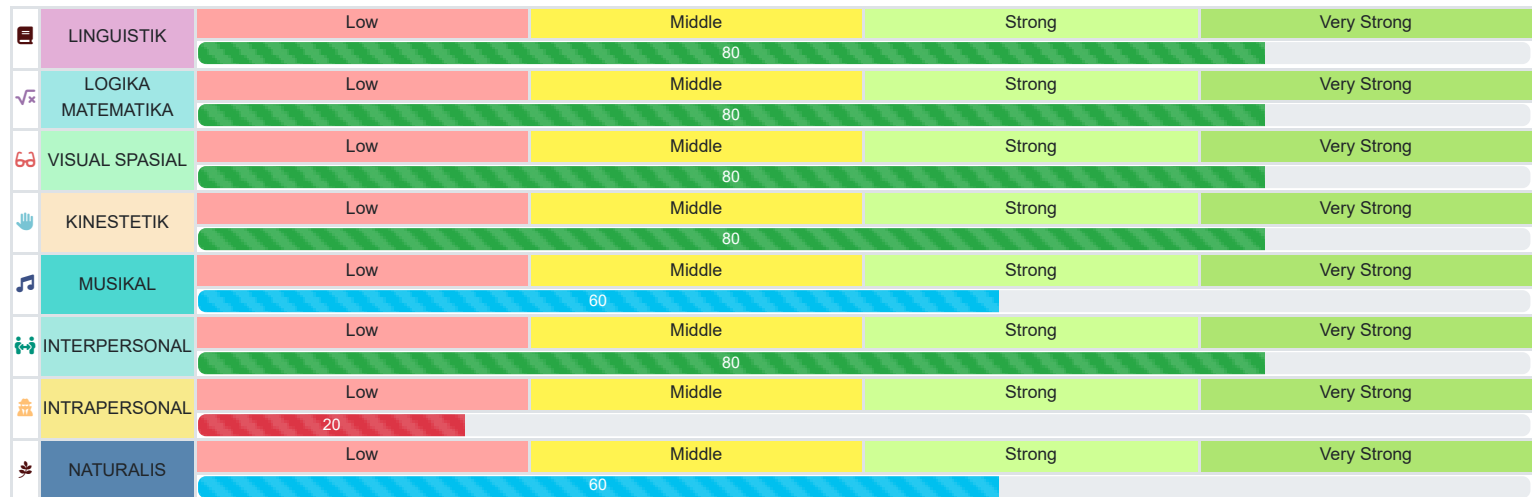 LINGUISTIK
Low Middle Strong Very Strong
80
LOGIKA
MATEMATIKA
Low Middle Strong Very Strong
80
VISUAL SPASIAL
Low Middle Strong Very Strong
80
KINESTETIK
Low Middle Strong Very Strong
80
MUSIKAL
Low Middle Strong Very Strong
60
INTERPERSONAL
Low Middle Strong Very Strong
80
INTRAPERSONAL
Low Middle Strong Very Strong
20
NATURALIS
Low Middle Strong Very Strong
60